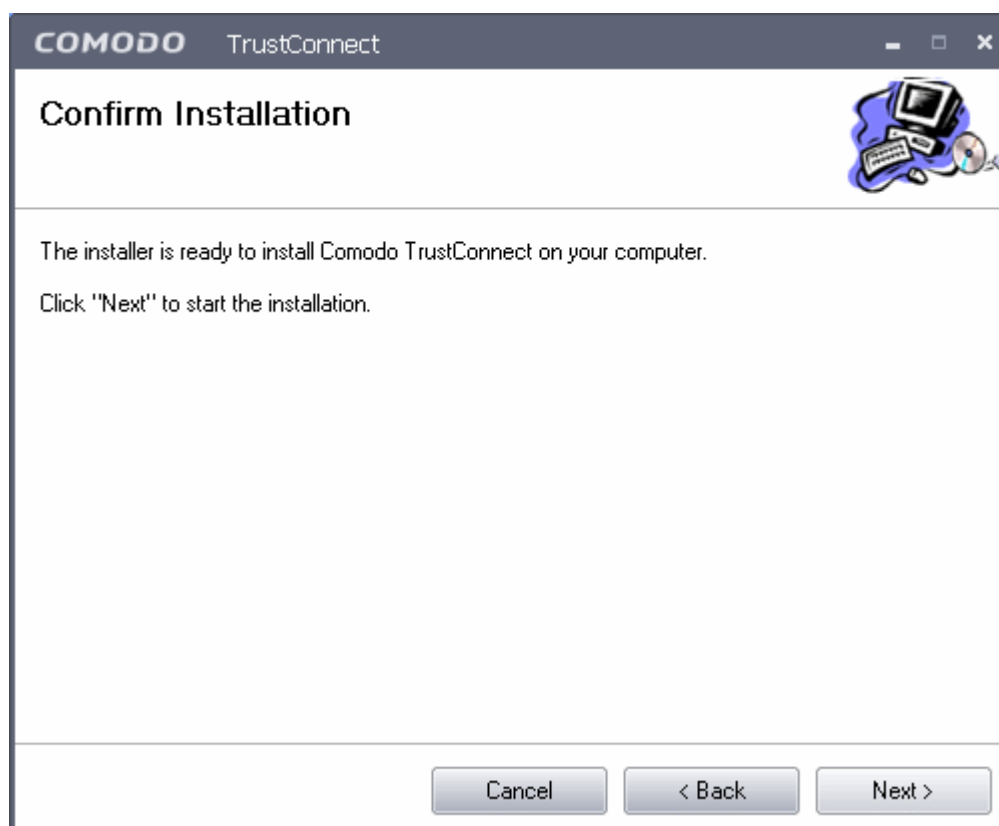 COMODO TrustConnect
Confirm Installation
The installer is ready to install Comodo TrustConnect on your computer.
Click "Next" to start the installation.
Cancel < Back Next >